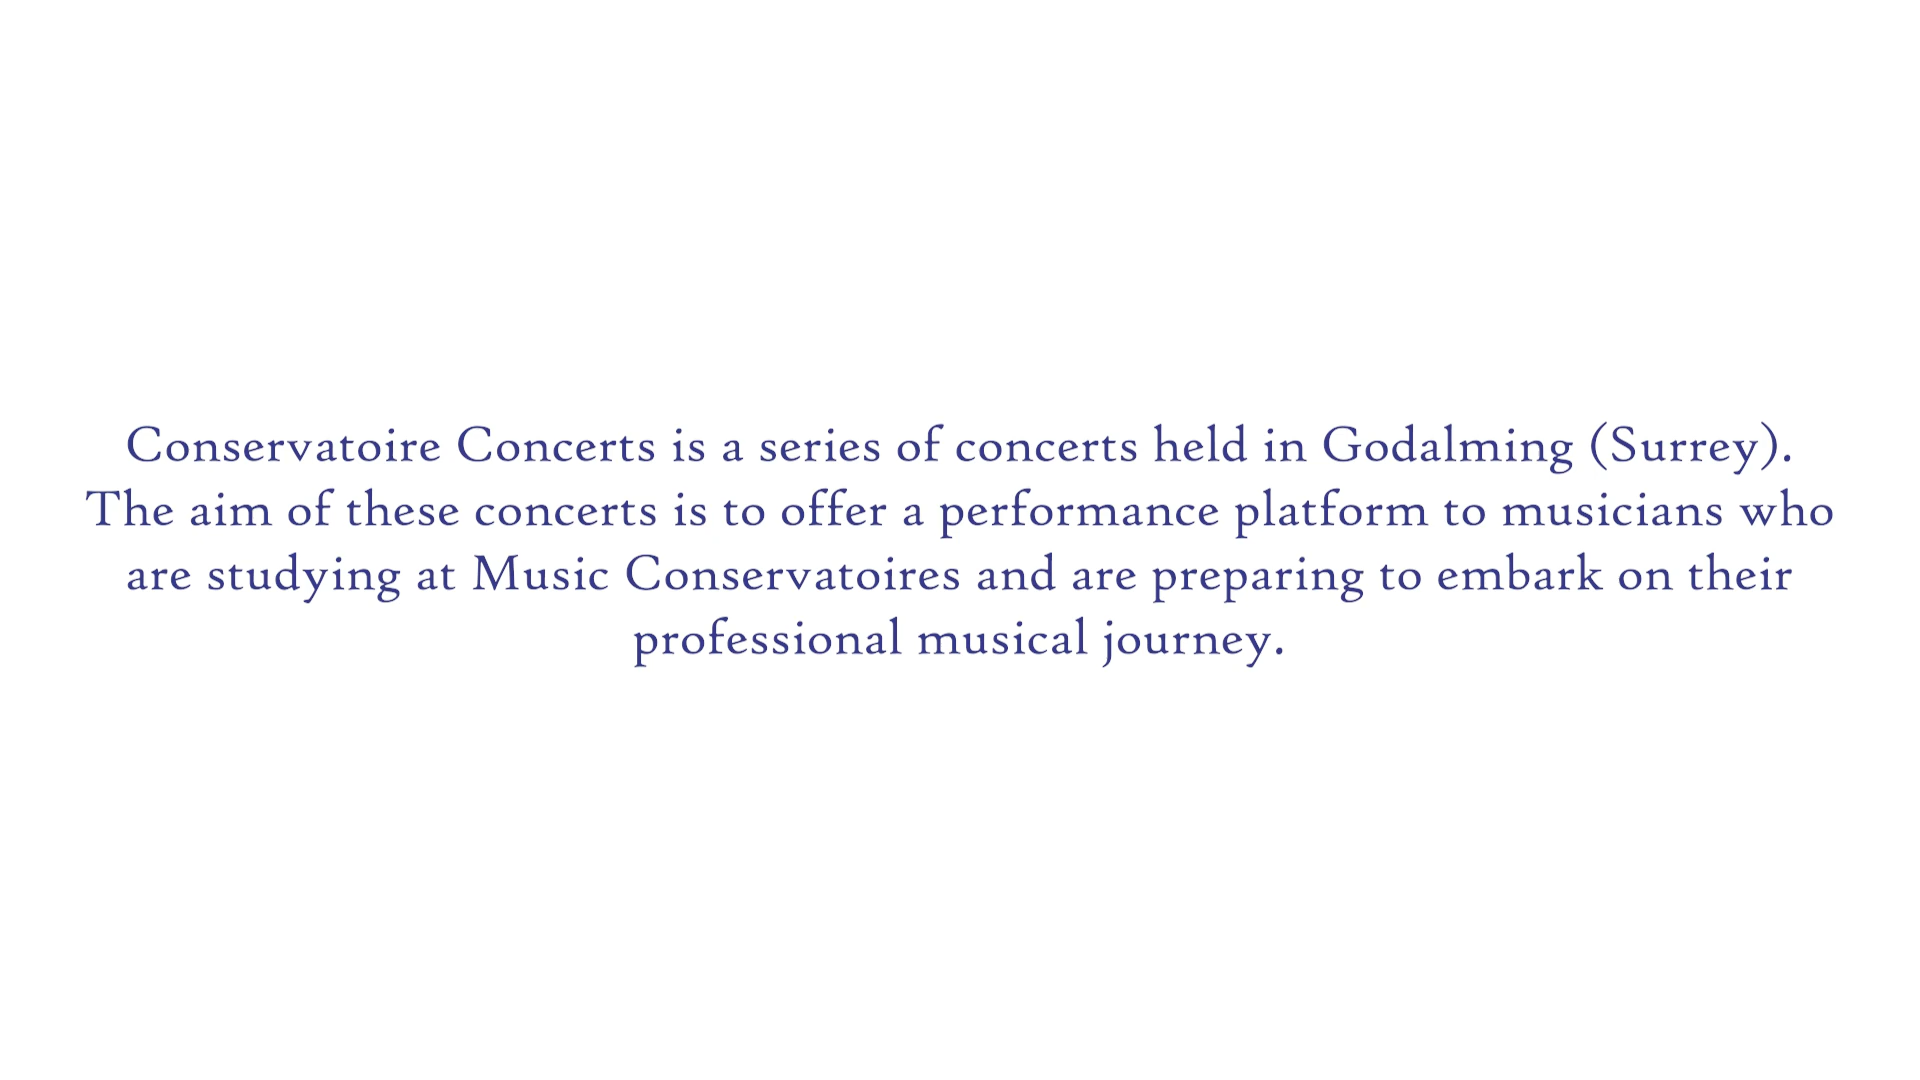 Conservatoire Concerts is a series of concerts held in Godalming (Surrey).
The aim of these concerts is to offer a performance platform to musicians who
are studying at Music Conservatoires and are preparing to embark on their
professional musical journey.